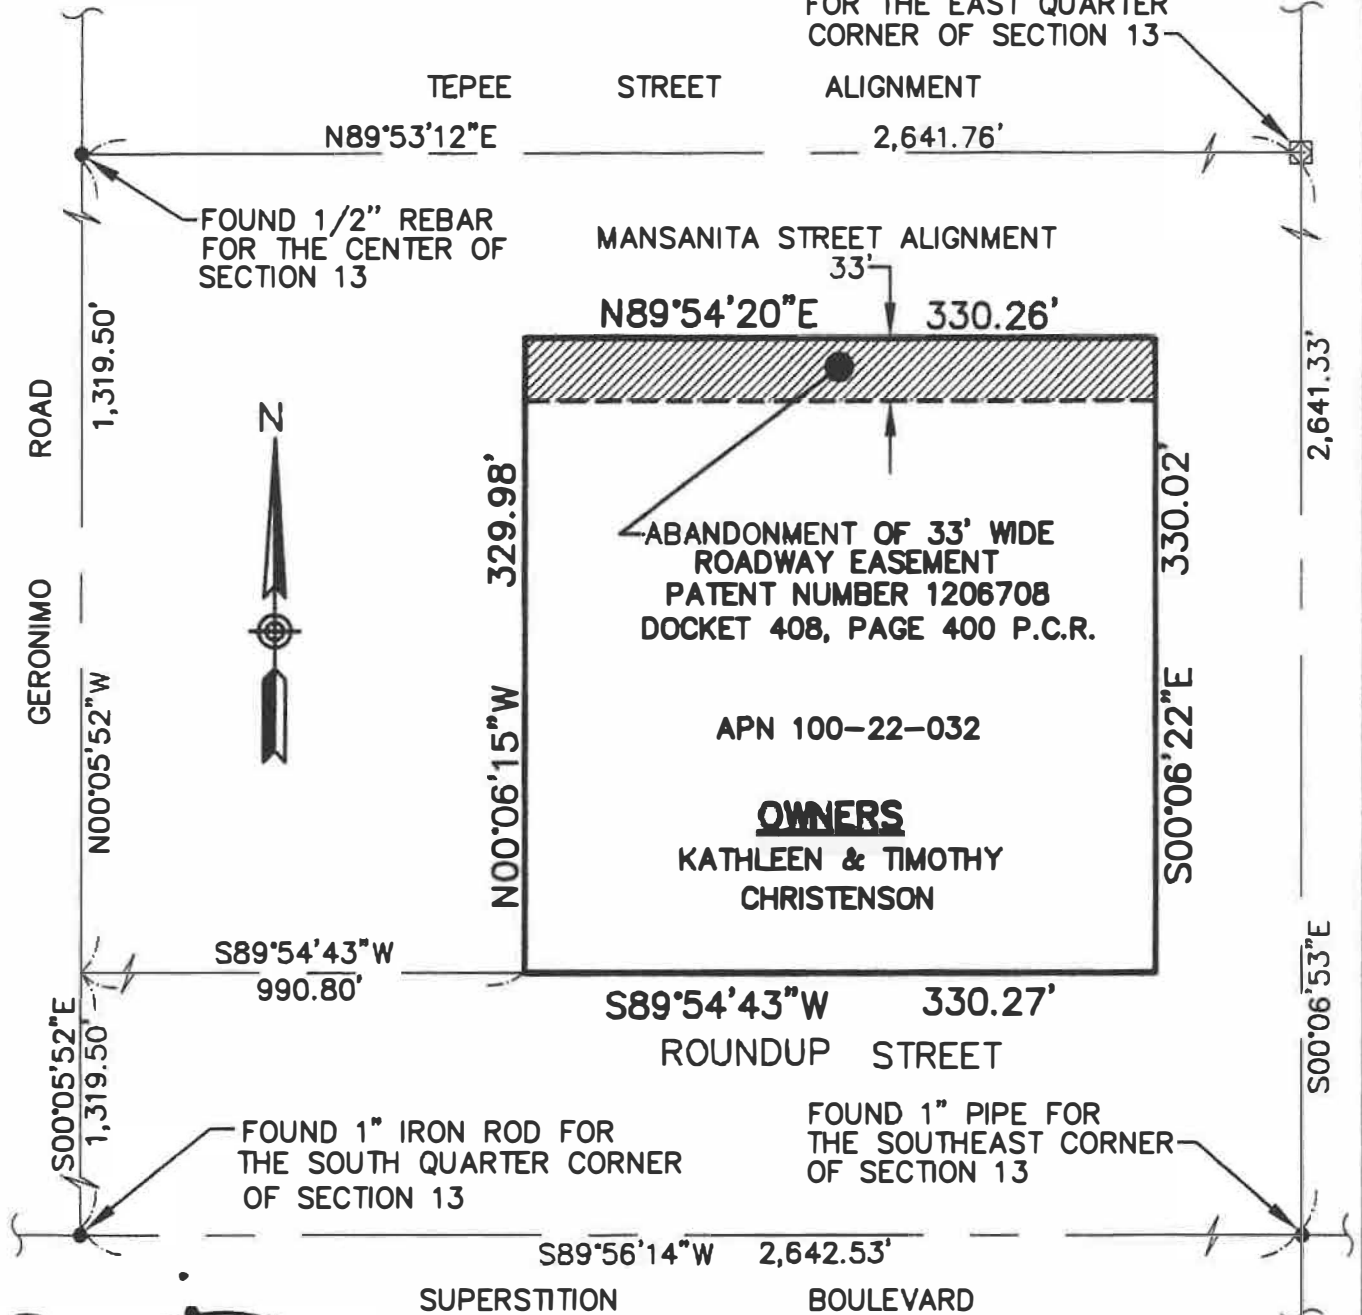 FOR THE EAST QUARTER
CORNER OF SECTION 13
TEPEE STREET ALIGNMENT
N89°53'12"E 2,641.76'
FOUND 1/2" REBAR
FOR THE CENTER OF
SECTION 13
MANSANITA STREET ALIGNMENT
33'
N89°54'20"E 330.26'
1,319.50'
GERONIMO ROAD
N00°05'52"W
N
329.98'
N00°06'15"W
ABANDONMENT OF 33' WIDE
ROADWAY EASEMENT
PATENT NUMBER 1206708
DOCKET 408, PAGE 400 P.C.R.
APN 100-22-032
OWNERS
KATHLEEN & TIMOTHY
CHRISTENSON
330.02'
S00°06'22"E
2,641.33'
S00°06'53"E
S89°54'43"W
990.80'
S89°54'43"W 330.27'
ROUNDUP STREET
S00°05'52"E
1,319.50'
FOUND 1" IRON ROD FOR
THE SOUTH QUARTER CORNER
OF SECTION 13
FOUND 1" PIPE FOR
THE SOUTHEAST CORNER
OF SECTION 13
S89°56'14"W 2,642.53'
SUPERSTITION BOULEVARD